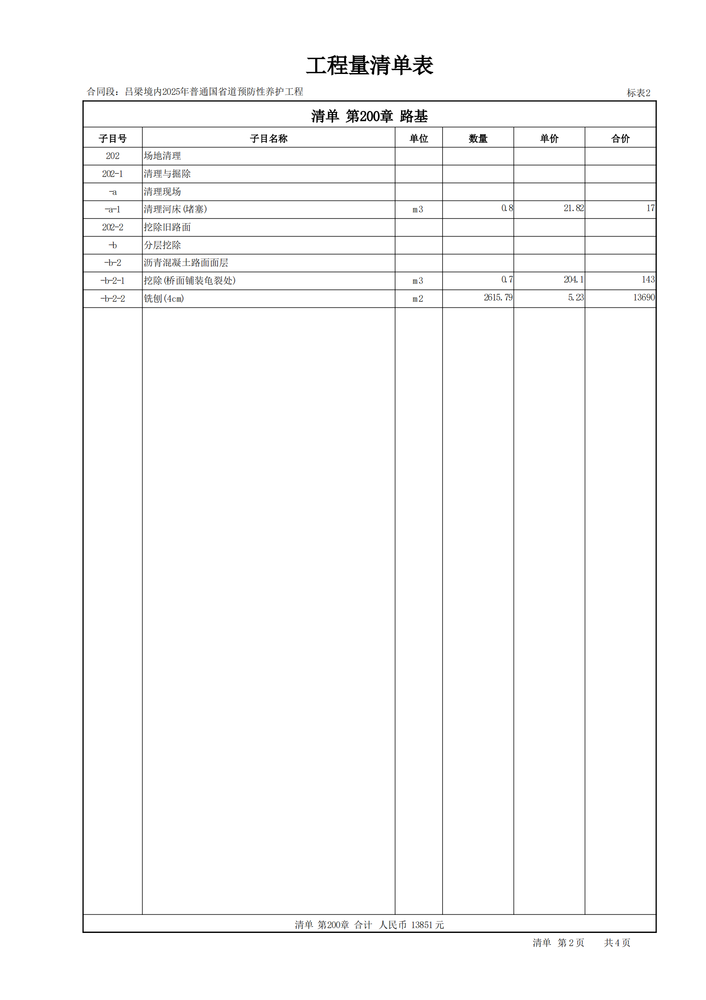 工程量清单表
合同段：吕梁境内2025年普通国省道预防性养护工程 标表2
清单 第200章 路基
子目号 子目名称 单位 数量 单价 合价
202 场地清理
202-1 清理与掘除
-a 清理现场
-a-1 清理河床(堵塞) m3 0.8 21.82 17
202-2 挖除旧路面
-b 分层挖除
-b-2 沥青混凝土路面面层
-b-2-1 挖除(桥面铺装龟裂处) m3 0.7 204.1 143
-b-2-2 铣刨(4cm) m2 2615.79 5.23 13690
清单 第200章 合计 人民币 13851 元
清单 第 2 页 共 4 页